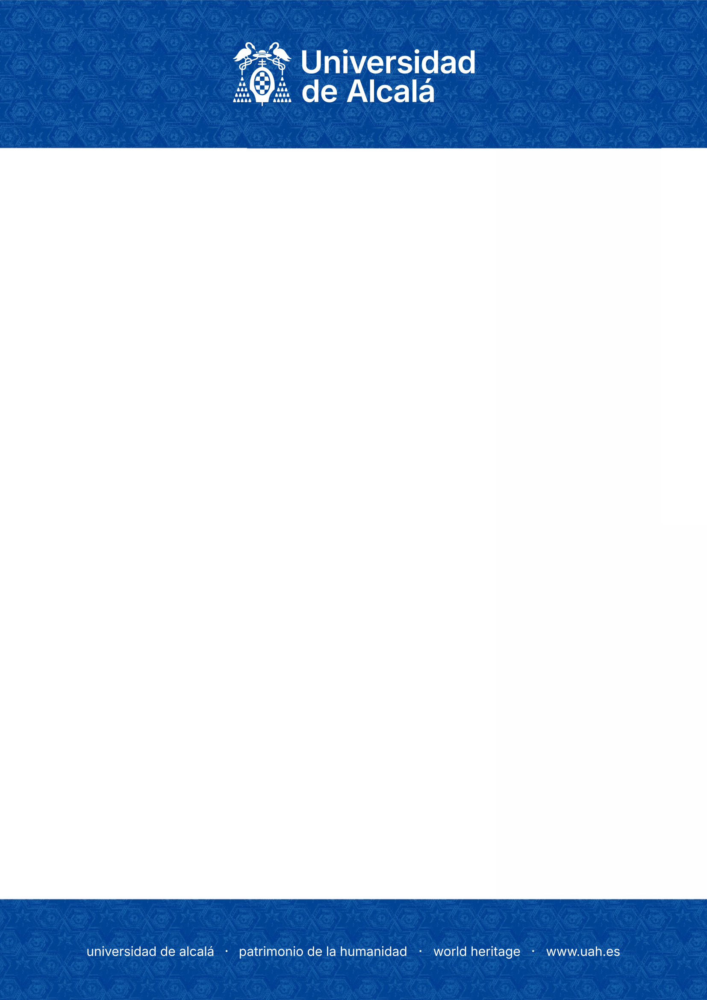 Universidad
de Alcalá
universidad de alcalá · patrimonio de la humanidad · world heritage · www.uah.es